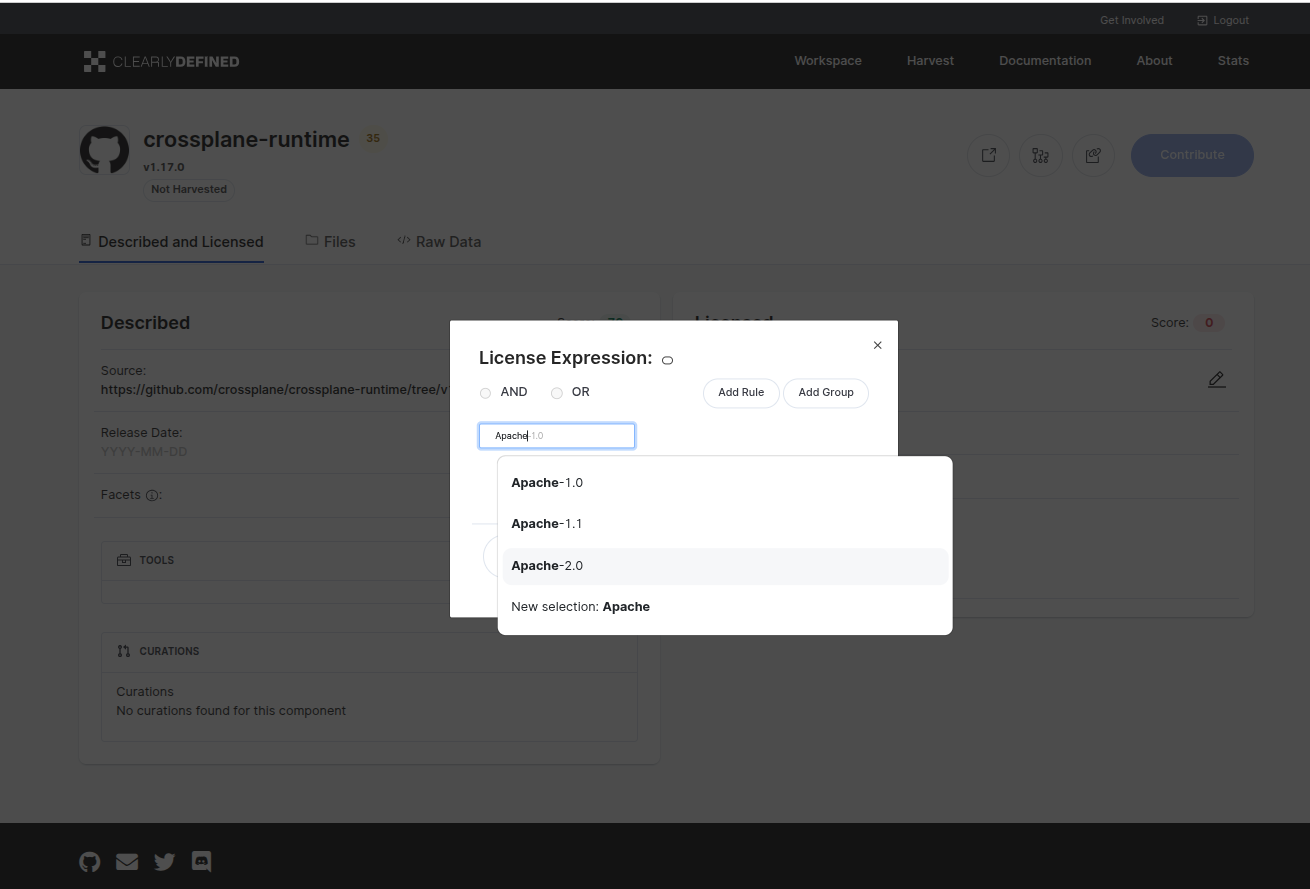 Get Involved
Logout
CLEARLYDEFINED
Workspace
Harvest
Documentation
About
Stats
crossplane-runtime
35
v1.17.0
Not Harvested
Contribute
Described and Licensed
Files
Raw Data
Described
Score: 0
Source:
https://github.com/crossplane/crossplane-runtime/tree/v
Release Date:
YYYY-MM-DD
Facets :
License Expression:
AND
OR
Add Rule
Add Group
Apache-1.0
Apache-1.0
Apache-1.1
Apache-2.0
New selection: Apache
TOOLS
CURATIONS
Curations
No curations found for this component